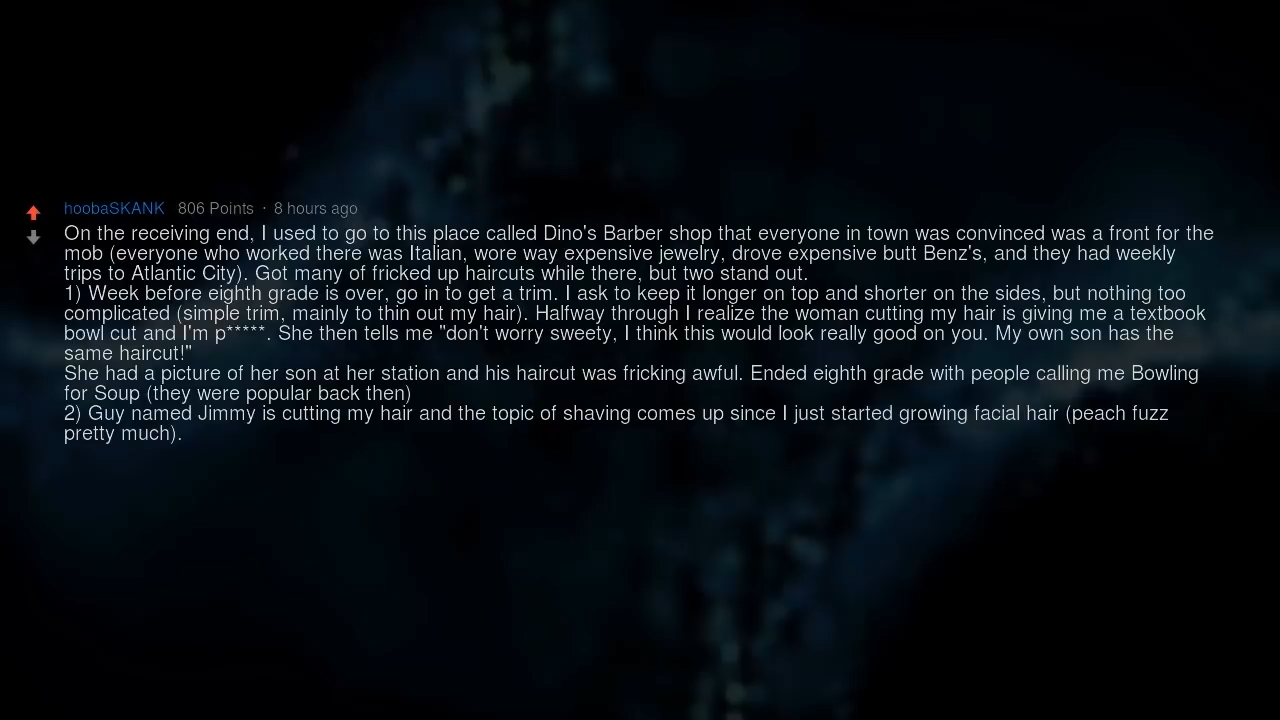 hoobaSKANK 806 Points · 8 hours ago
On the receiving end, I used to go to this place called Dino's Barber shop that everyone in town was convinced was a front for the
mob (everyone who worked there was Italian, wore way expensive jewelry, drove expensive butt Benz's, and they had weekly
trips to Atlantic City). Got many of fricked up haircuts while there, but two stand out.
1) Week before eighth grade is over, go in to get a trim. I ask to keep it longer on top and shorter on the sides, but nothing too
complicated (simple trim, mainly to thin out my hair). Halfway through I realize the woman cutting my hair is giving me a textbook
bowl cut and I'm p*****. She then tells me "don't worry sweety, I think this would look really good on you. My own son has the
same haircut!"
She had a picture of her son at her station and his haircut was fricking awful. Ended eighth grade with people calling me Bowling
for Soup (they were popular back then)
2) Guy named Jimmy is cutting my hair and the topic of shaving comes up since I just started growing facial hair (peach fuzz
pretty much).